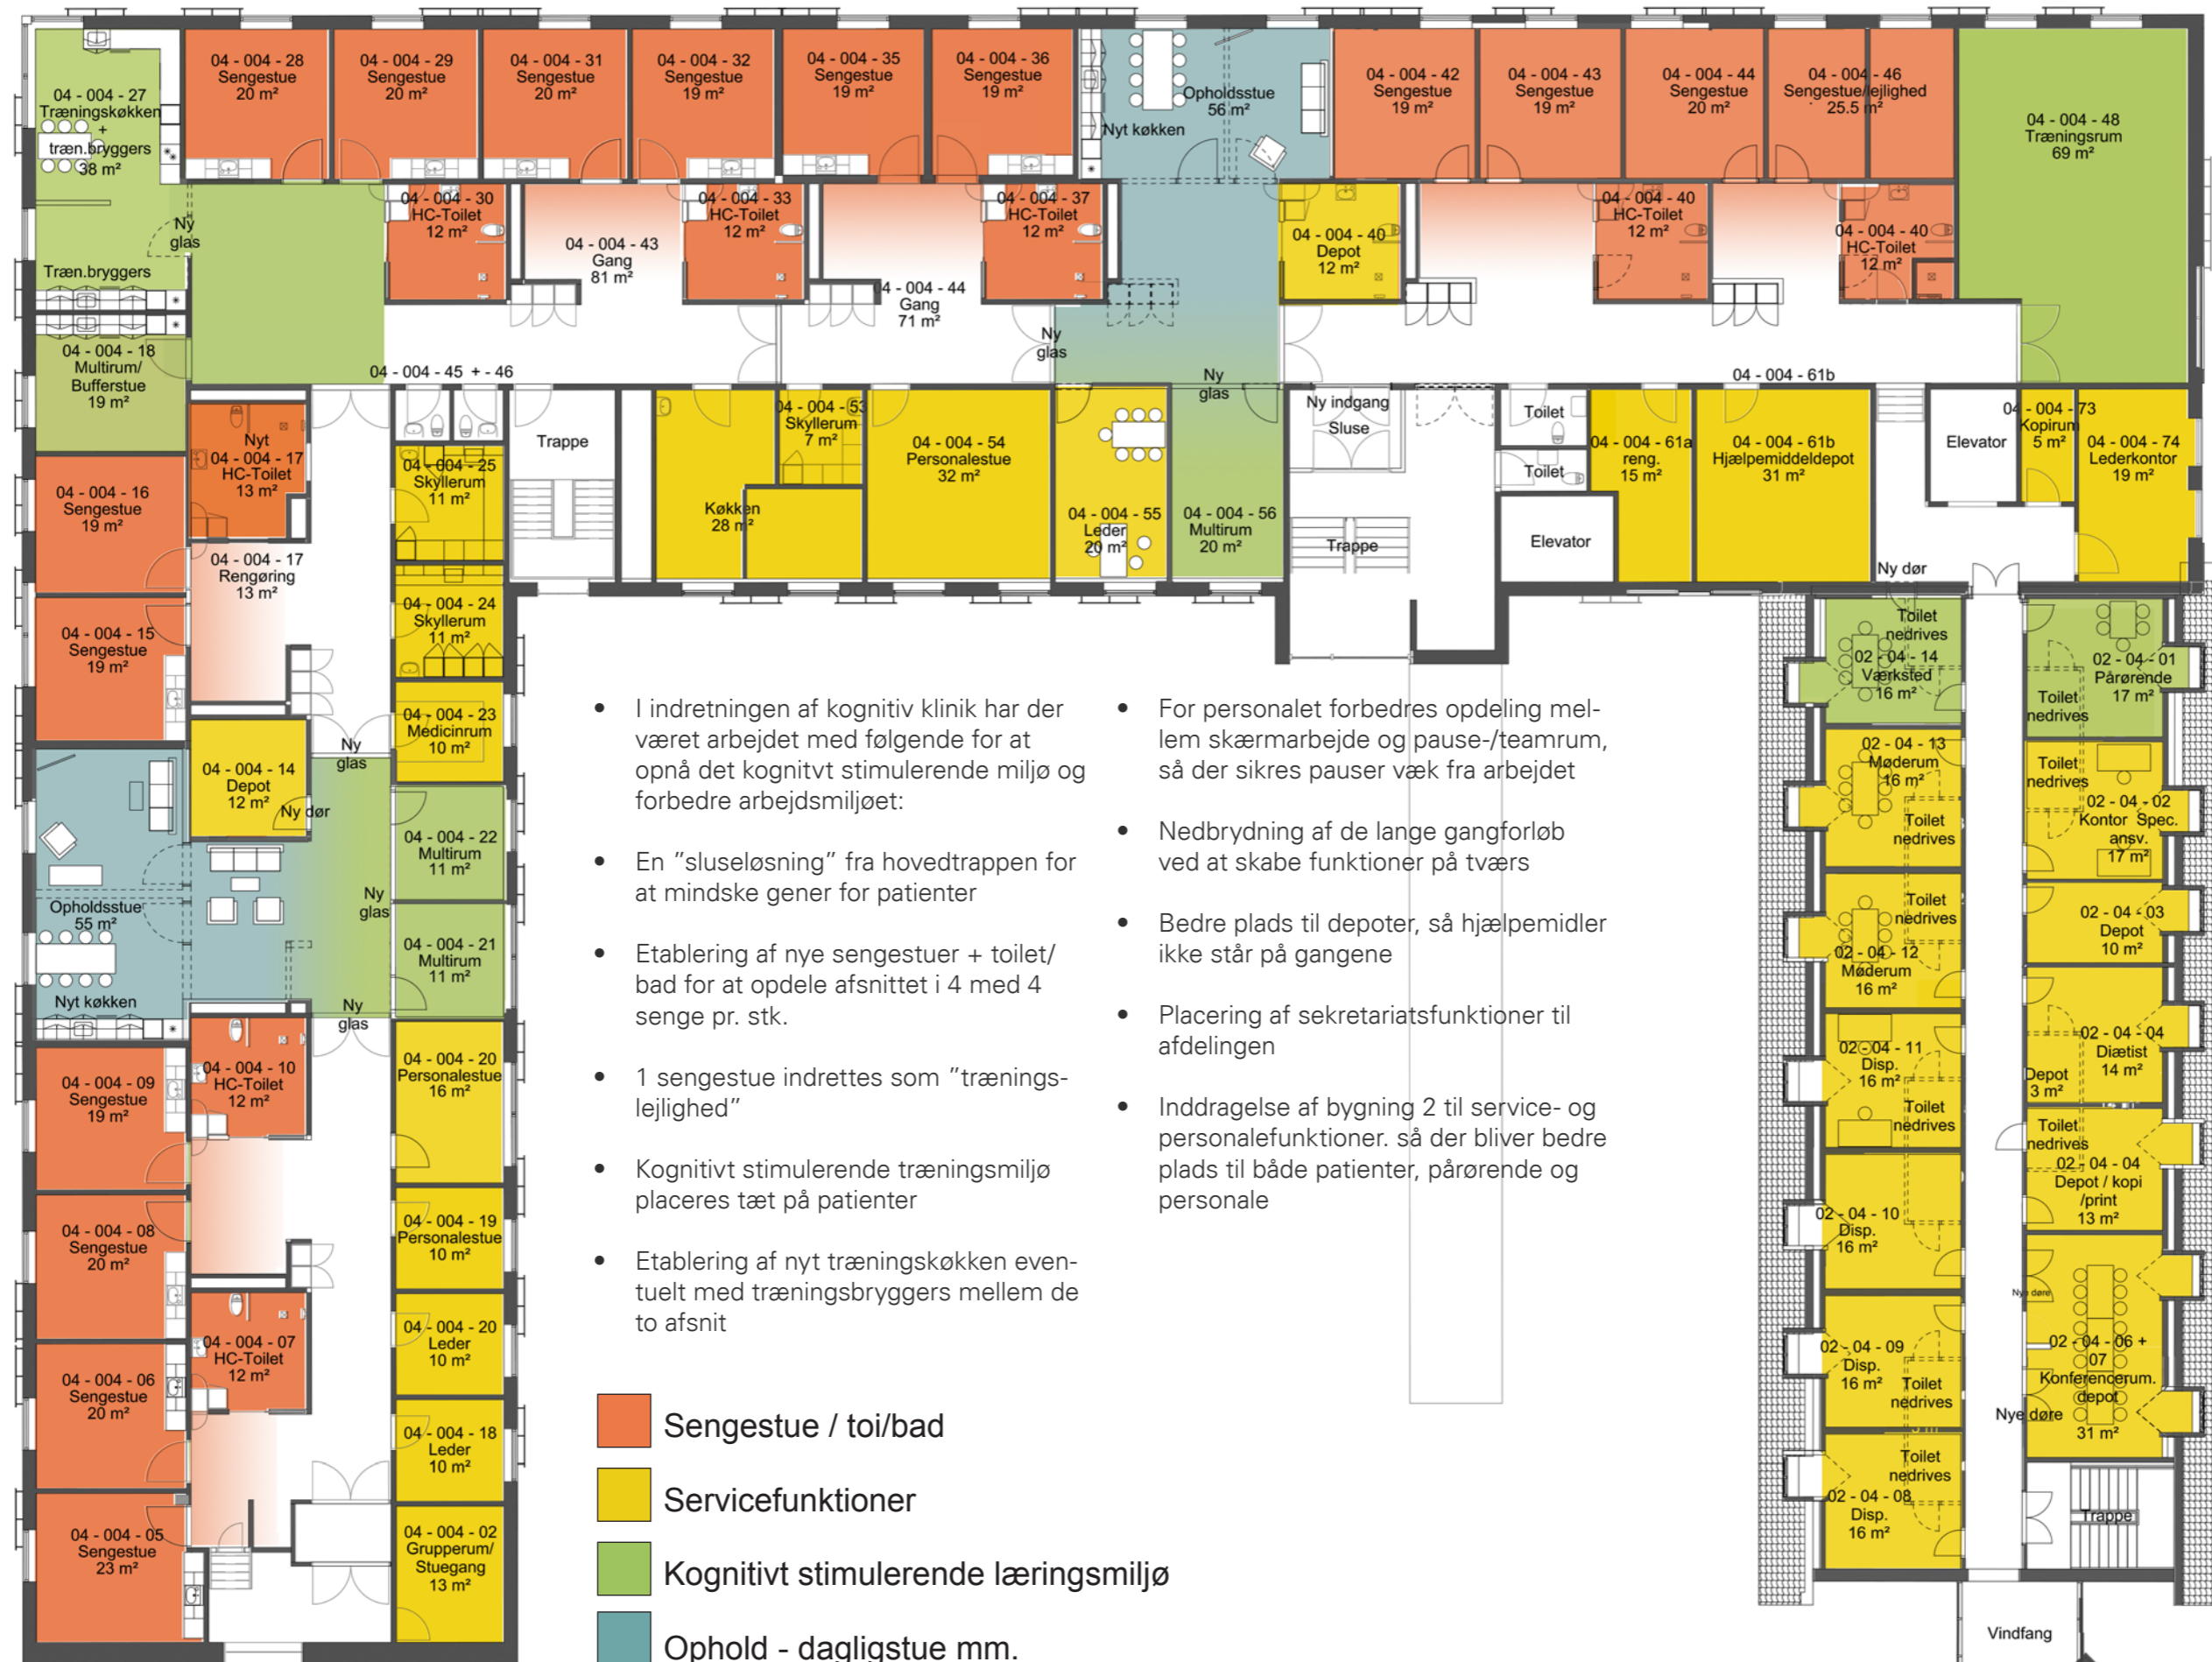 04 - 004 - 27
Træningskøkken
+
træn.bryggers
38 m²
04 - 004 - 28
Sengestue
20 m²
04 - 004 - 29
Sengestue
20 m²
04 - 004 - 31
Sengestue
20 m²
04 - 004 - 32
Sengestue
19 m²
04 - 004 - 35
Sengestue
19 m²
04 - 004 - 36
Sengestue
19 m²
Opholdsstue
56 m²
Nyt køkken
04 - 004 - 42
Sengestue
19 m²
04 - 004 - 43
Sengestue
19 m²
04 - 004 - 44
Sengestue
20 m²
04 - 004 - 46
Sengestue/lejlighed
25.5 m²
04 - 004 - 48
Træningsrum
69 m²
Ny
glas
04 - 004 - 30
HC-Toilet
12 m²
04 - 004 - 43
Gang
81 m²
04 - 004 - 33
HC-Toilet
12 m²
04 - 004 - 44
Gang
71 m²
04 - 004 - 37
HC-Toilet
12 m²
04 - 004 - 40
Depot
12 m²
04 - 004 - 40
HC-Toilet
12 m²
04 - 004 - 40
HC-Toilet
12 m²
Træn.bryggers
04 - 004 - 18
Multirum/
Bufferstue
19 m²
04 - 004 - 45 + - 46
Ny
glas
Ny
glas
04 - 004 - 61b
Nyt
04 - 004 - 17
HC-Toilet
13 m²
04 - 004 - 25
Skyllerum
11 m²
Trappe
Køkken
28 m²
04 - 004 - 53
Skyllerum
7 m²
04 - 004 - 54
Personalestue
32 m²
04 - 004 - 55
Leder
20 m²
04 - 004 - 56
Multirum
20 m²
Ny indgang
Sluse
Trappe
Toilet
Toilet
Elevator
04 - 004 - 61a
reng.
15 m²
04 - 004 - 61b
Hjælpemiddeldepot
31 m²
Elevator
04 - 004 - 73
Kopirum
5 m²
04 - 004 - 74
Lederkontor
19 m²
Ny dør
04 - 004 - 16
Sengestue
19 m²
04 - 004 - 17
Rengøring
13 m²
04 - 004 - 24
Skyllerum
11 m²
04 - 004 - 15
Sengestue
19 m²
04 - 004 - 23
Medicinrum
10 m²
Ny
glas
04 - 004 - 14
Depot
12 m²
Ny dør
04 - 004 - 22
Multirum
11 m²
Ny
glas
Opholdsstue
55 m²
04 - 004 - 21
Multirum
11 m²
Nyt køkken
Ny
glas
04 - 004 - 10
HC-Toilet
12 m²
04 - 004 - 20
Personalestue
16 m²
04 - 004 - 09
Sengestue
19 m²
04 - 004 - 08
Sengestue
20 m²
04 - 004 - 19
Personalestue
10 m²
04 - 004 - 07
HC-Toilet
12 m²
04 - 004 - 20
Leder
10 m²
04 - 004 - 06
Sengestue
20 m²
04 - 004 - 18
Leder
10 m²
04 - 004 - 05
Sengestue
23 m²
04 - 004 - 02
Grupperum/
Stuegang
13 m²
• I indretningen af kognitiv klinik har der
været arbejdet med følgende for at
opnå det kognitvt stimulerende miljø og
forbedre arbejdsmiljøet:
• En ”sluseløsning” fra hovedtrappen for
at mindske gener for patienter
• Etablering af nye sengestuer + toilet/
bad for at opdele afsnittet i 4 med 4
senge pr. stk.
• 1 sengestue indrettes som ”trænings-
lejlighed”
• Kognitivt stimulerende træningsmiljø
placeres tæt på patienter
• Etablering af nyt træningskøkken even-
tuelt med træningsbryggers mellem de
to afsnit
• For personalet forbedres opdeling mel-
lem skærmarbejde og pause-/teamrum,
så der sikres pauser væk fra arbejdet
• Nedbrydning af de lange gangforløb
ved at skabe funktioner på tværs
• Bedre plads til depoter, så hjælpemidler
ikke står på gangene
• Placering af sekretariatsfunktioner til
afdelingen
• Inddragelse af bygning 2 til service- og
personalefunktioner. så der bliver bedre
plads til både patienter, pårørende og
personale
Sengestue / toi/bad
Servicefunktioner
Kognitivt stimulerende læringsmiljø
Ophold - dagligstue mm.
Toilet
nedrives
02 - 04 - 14
Værksted
16 m²
02 - 04 - 01
Pårørende
17 m²
Toilet
nedrives
02 - 04 - 13
Møderum
16 m²
Toilet
nedrives
Toilet
nedrives
02 - 04 - 02
Kontor Spec.
ansv.
17 m²
Toilet
nedrives
02 - 04 - 12
Møderum
16 m²
02 - 04 - 03
Depot
10 m²
02 - 04 - 11
Disp.
16 m²
Toilet
nedrives
02 - 04 - 04
Diætist
14 m²
Depot
3 m²
Toilet
nedrives
02 - 04 - 04
Depot / kopi
/print
13 m²
02 - 04 - 10
Disp.
16 m²
Nye døre
02 - 04 - 09
Disp.
16 m²
Toilet
nedrives
02 - 04 - 06 +
07
Konferencerum.
depot
31 m²
Nye døre
Toilet
nedrives
02 - 04 - 08
Disp.
16 m²
Trappe
Vindfang